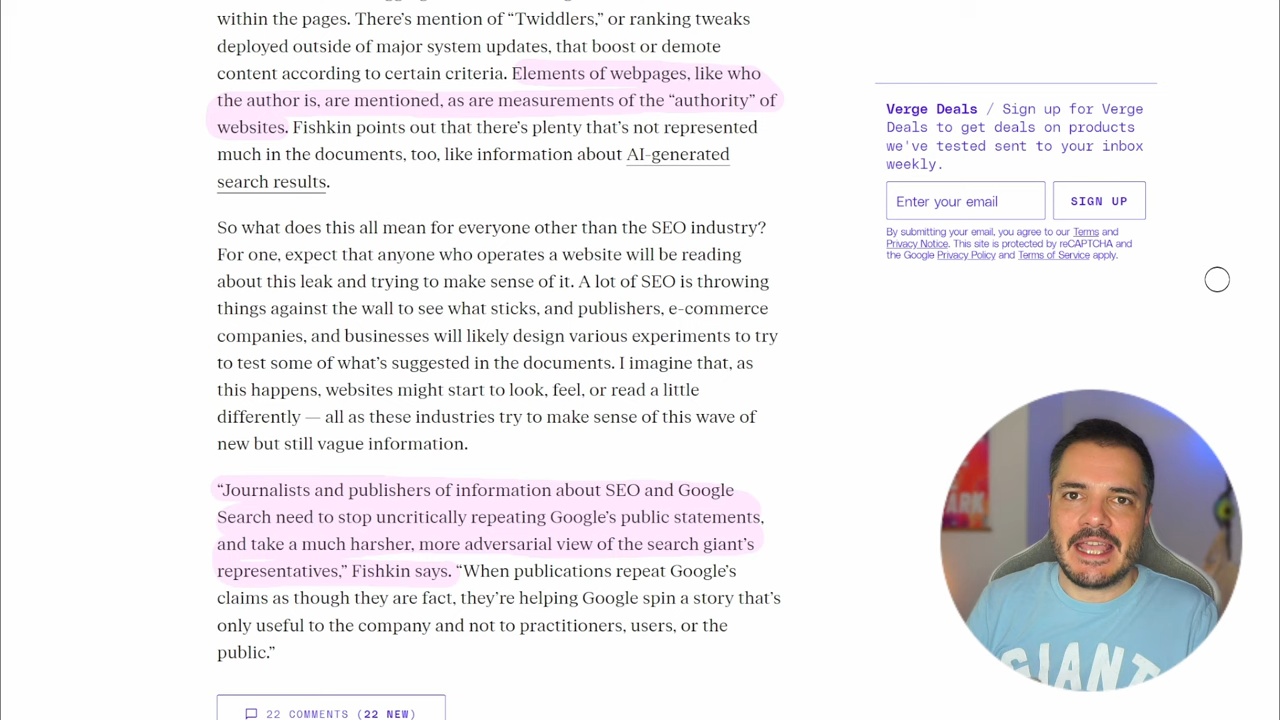 within the pages. There’s mention of “Twiddlers,” or ranking tweaks
deployed outside of major system updates, that boost or demote
content according to certain criteria. Elements of webpages, like who
the author is, are mentioned, as are measurements of the “authority” of
websites. Fishkin points out that there’s plenty that’s not represented
much in the documents, too, like information about AI-generated
search results.
So what does this all mean for everyone other than the SEO industry?
For one, expect that anyone who operates a website will be reading
about this leak and trying to make sense of it. A lot of SEO is throwing
things against the wall to see what sticks, and publishers, e-commerce
companies, and businesses will likely design various experiments to try
to test some of what’s suggested in the documents. I imagine that, as
this happens, websites might start to look, feel, or read a little
differently — all as these industries try to make sense of this wave of
new but still vague information.
“Journalists and publishers of information about SEO and Google
Search need to stop uncritically repeating Google’s public statements,
and take a much harsher, more adversarial view of the search giant’s
representatives,” Fishkin says. “When publications repeat Google’s
claims as though they are fact, they’re helping Google spin a story that’s
only useful to the company and not to practitioners, users, or the
public.”
22 COMMENTS (22 NEW)
Verge Deals / Sign up for Verge
Deals to get deals on products
we've tested sent to your inbox
weekly.
Enter your email
SIGN UP
By submitting your email, you agree to our Terms and
Privacy Notice. This site is protected by reCAPTCHA and
the Google Privacy Policy and Terms of Service apply.
GIANT